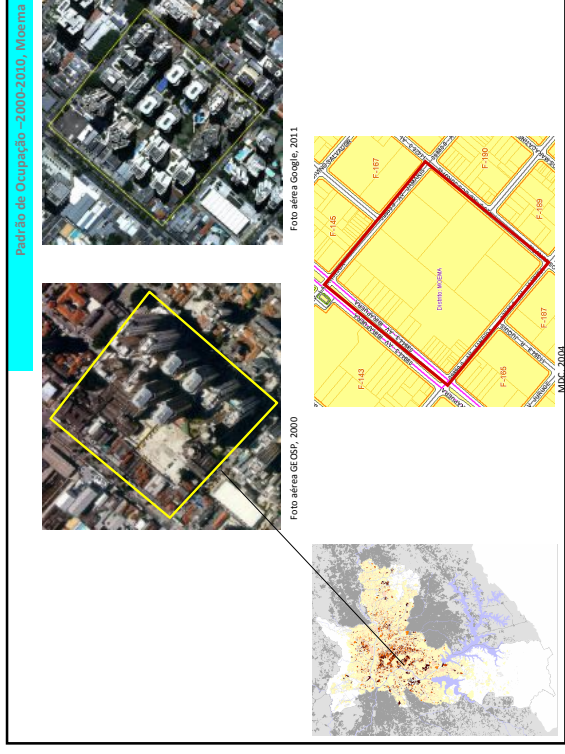 Padrão de Ocupação –2000-2010, Moema
Foto aérea GEOSP, 2000
Foto aérea Google, 2011
F-143
F-145
F-167
F-190
F-189
F-187
F-165
Distrito: MOEMA
MDC, 2004